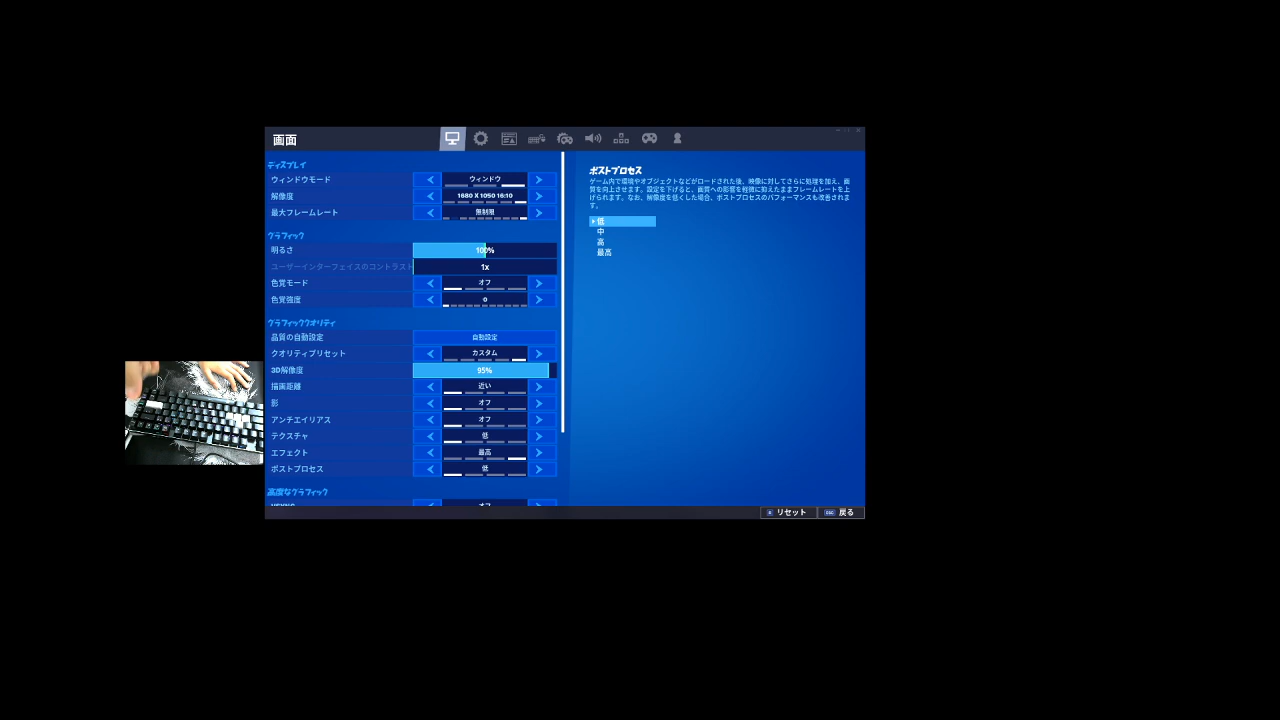 画面
ディスプレイ
ウィンドウモード
ウィンドウ
解像度
1680 X 1050 16:10
最大フレームレート
無制限
グラフィック
明るさ
100%
ユーザーインターフェイスのコントラスト
1x
色覚モード
オフ
色覚強度
0
グラフィッククオリティ
品質の自動設定
自動設定
クオリティプリセット
カスタム
3D解像度
95%
描画距離
近い
影
オフ
アンチエイリアス
オフ
テクスチャ
低
エフェクト
最高
ポストプロセス
低
高度なグラフィック
ポストプロセス
ゲーム内で環境やオブジェクトなどがロードされた後、映像に対してさらに処理を加え、画
質を向上させます。設定を下げると、画質への影響を軽微に抑えたままフレームレートを上
げられます。なお、解像度を低くした場合、ポストプロセスのパフォーマンスも改善されま
す。
低
中
高
最高
リセット
ESC 戻る